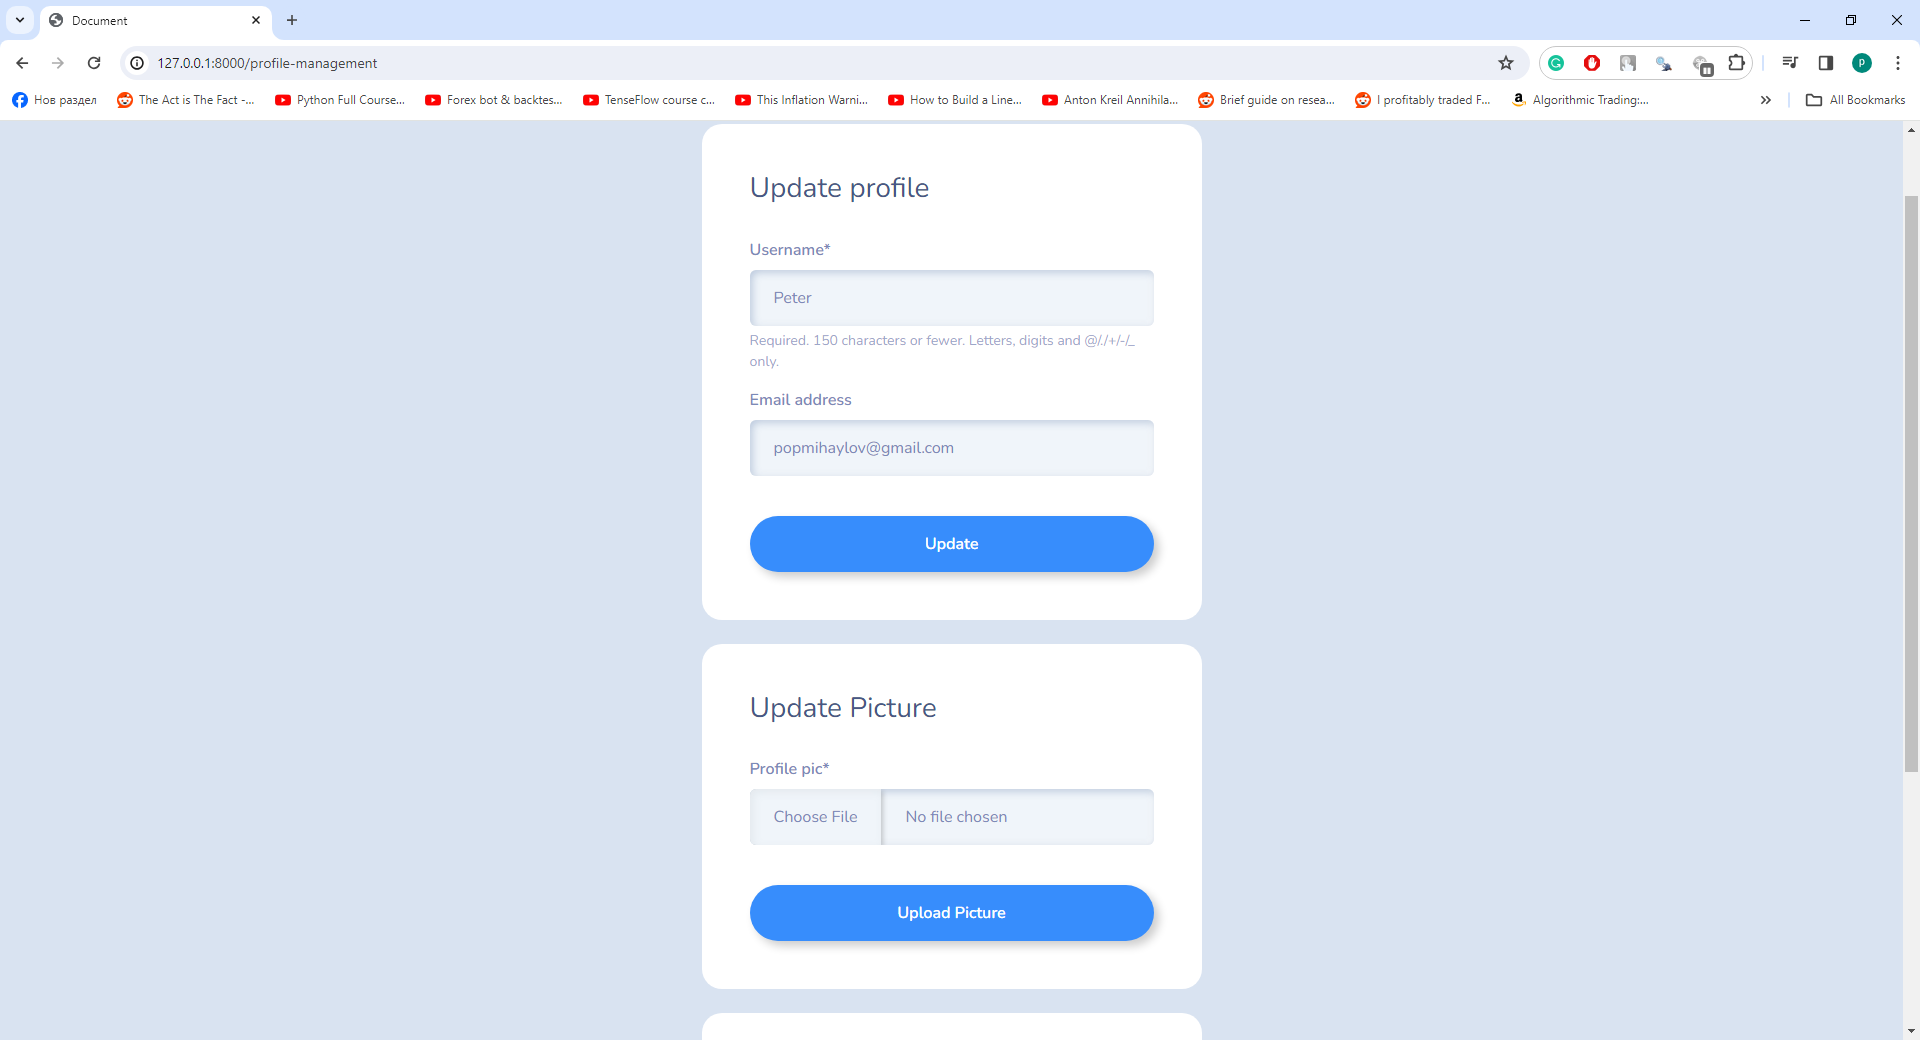 Document
127.0.0.1:8000/profile-management
P
Нов раздел
The Act is The Fact -...
Python Full Course...
Forex bot & backtes...
TenseFlow course c...
This Inflation Warni...
How to Build a Line...
Anton Kreil Annihila...
Brief guide on resea...
I profitably traded F...
Algorithmic Trading:...
All Bookmarks
Update profile
Username*
Peter
Required. 150 characters or fewer. Letters, digits and @/./+/-/_
only.
Email address
popmihaylov@gmail.com
Update
Update Picture
Profile pic*
Choose File
No file chosen
Upload Picture